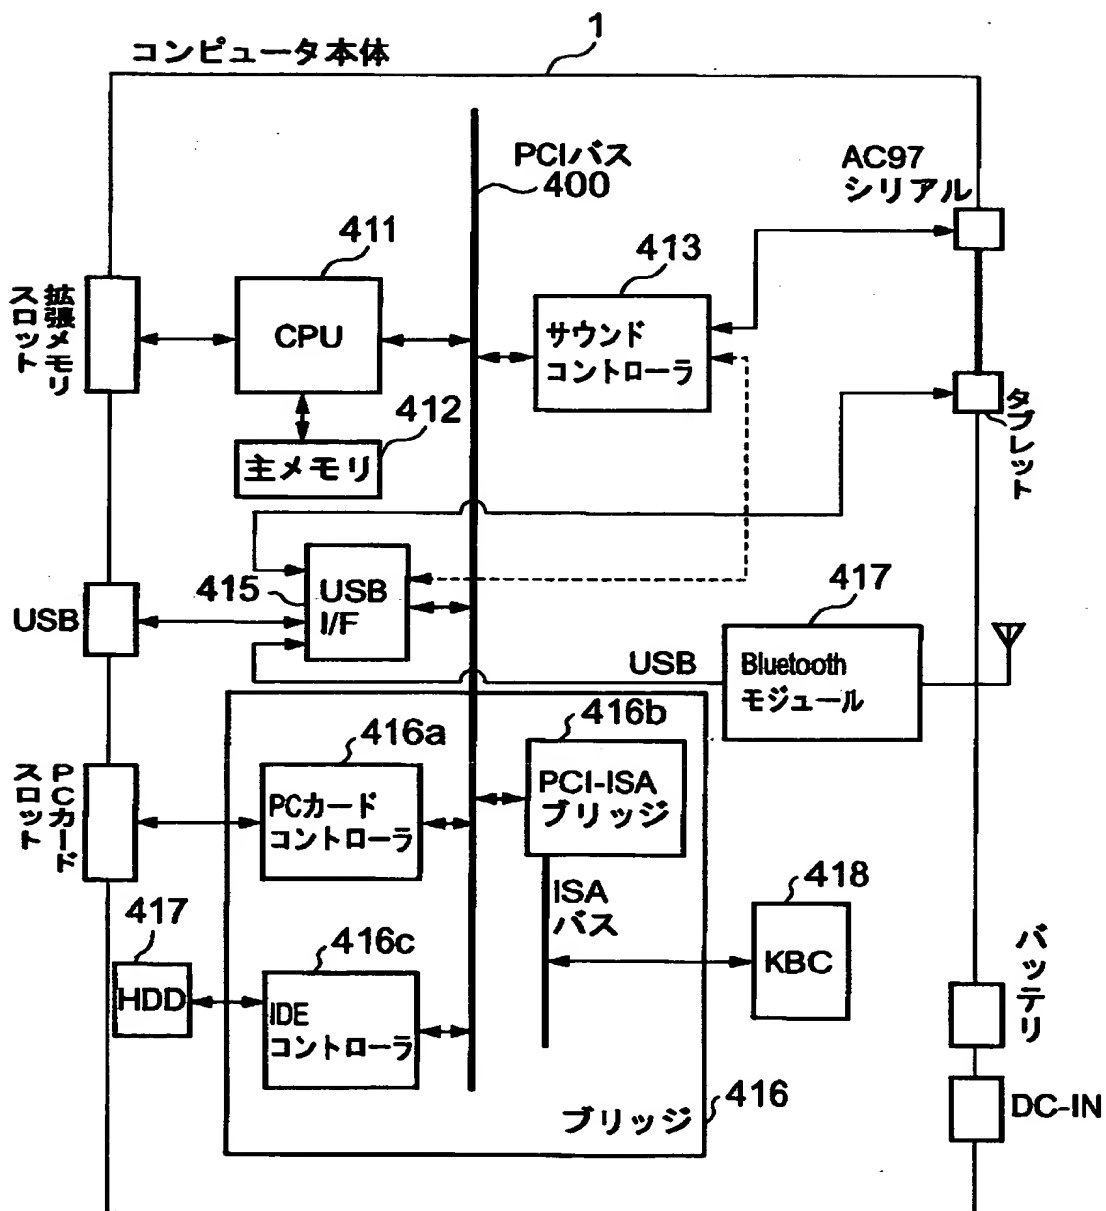 1
コンピュータ本体
PCIバス
400
AC97
シリアル
411
413
拡張メモリ
スロット
CPU
サウンド
コントローラ
412
主メモリ
タブレット
415
USB
I/F
USB
417
USB
Bluetooth
モジュール
416b
416a
PCカード
スロット
PCカード
コントローラ
PCI-ISA
ブリッジ
ISA
バス
418
417
416c
KBC
バッテリ
HDD
IDE
コントローラ
416
DC-IN
ブリッジ